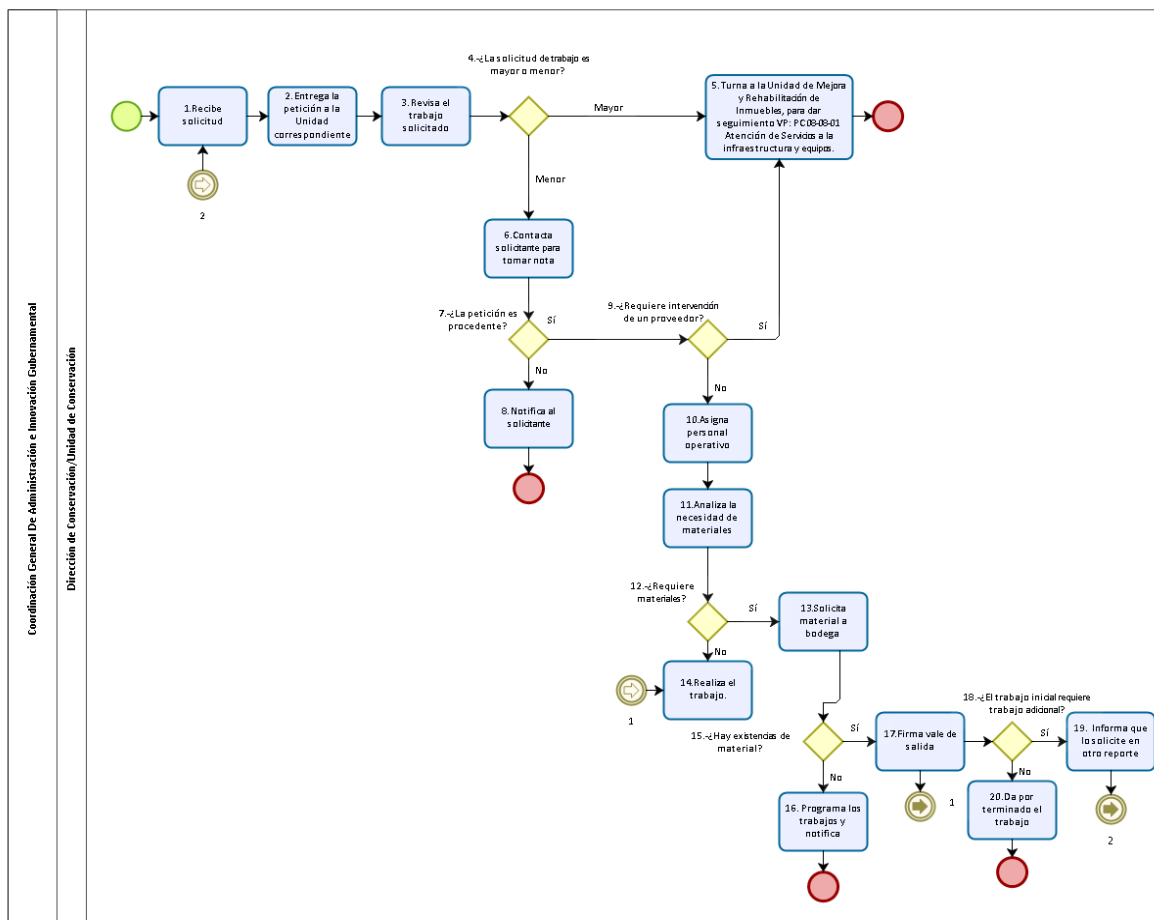 Coordinación General De Administración e Innovación Gubernamental
Dirección de Conservación/Unidad de Conservación
1.Recibe
solicitud
2
2. Entrega la
petición a la
Unidad
correspondiente
3. Revisa el
trabajo
solicitado
4.-¿La solicitud de trabajo es
mayor o menor?
Mayor
Menor
5. Turna a la Unidad de Mejora
y Rehabilitación de
Inmuebles, para dar
seguimiento VP: PC 08-08-01
Atención de Servicios a la
infraestructura y equipos.
6.Contacta
solicitante para
tomar nota
7.-¿La petición es
procedente?
Sí
No
8. Notifica al
solicitante
9.-¿Requiere intervención
de un proveedor?
Sí
No
10.Asigna
personal
operativo
11.Analiza la
necesidad de
materiales
12.-¿Requiere
materiales?
Sí
No
13.Solicita
material a
bodega
14.Realiza el
trabajo.
1
15.-¿Hay existencias de
material?
Sí
No
16. Programa los
trabajos y
notifica
17.Firma vale de
salida
1
18.-¿El trabajo inicial requiere
trabajo adicional?
Sí
No
19. Informa que
lo solicite en
otro reporte
2
20.Da por
terminado el
trabajo